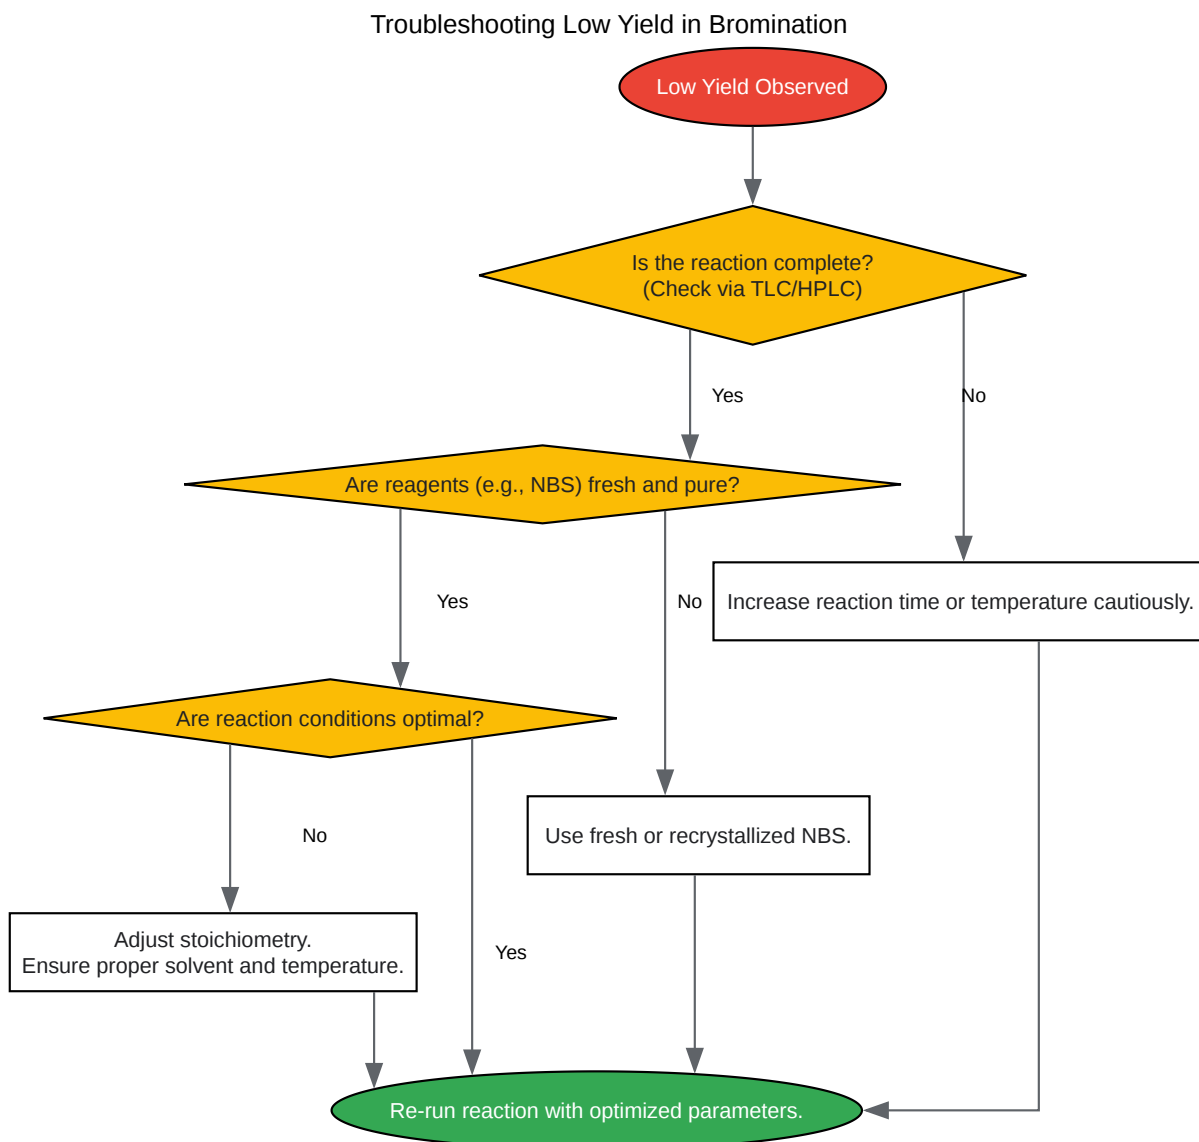 Troubleshooting Low Yield in Bromination
Low Yield Observed
Is the reaction complete?
(Check via TLC/HPLC)
Yes
No
Are reagents (e.g., NBS) fresh and pure?
Yes
No
Increase reaction time or temperature cautiously.
Are reaction conditions optimal?
No
Use fresh or recrystallized NBS.
Adjust stoichiometry.
Ensure proper solvent and temperature.
Yes
Re-run reaction with optimized parameters.